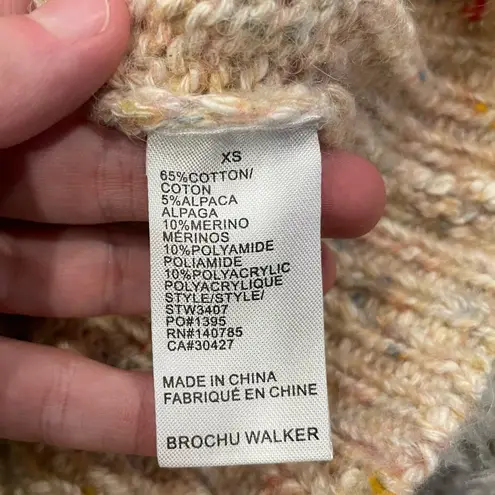 XS
65%COTTON/
COTON
5%ALPACA
ALPAGA
10%MERINO
MÉRINOS
10%POLYAMIDE
POLIAMIDE
10%POLYACRYLIC
POLYACRYLIQUE
STYLE/STYLE/
STW3407
PO#1395
RN#140785
CA#30427
MADE IN CHINA
FABRIQUÉ EN CHINE
BROCHU WALKER